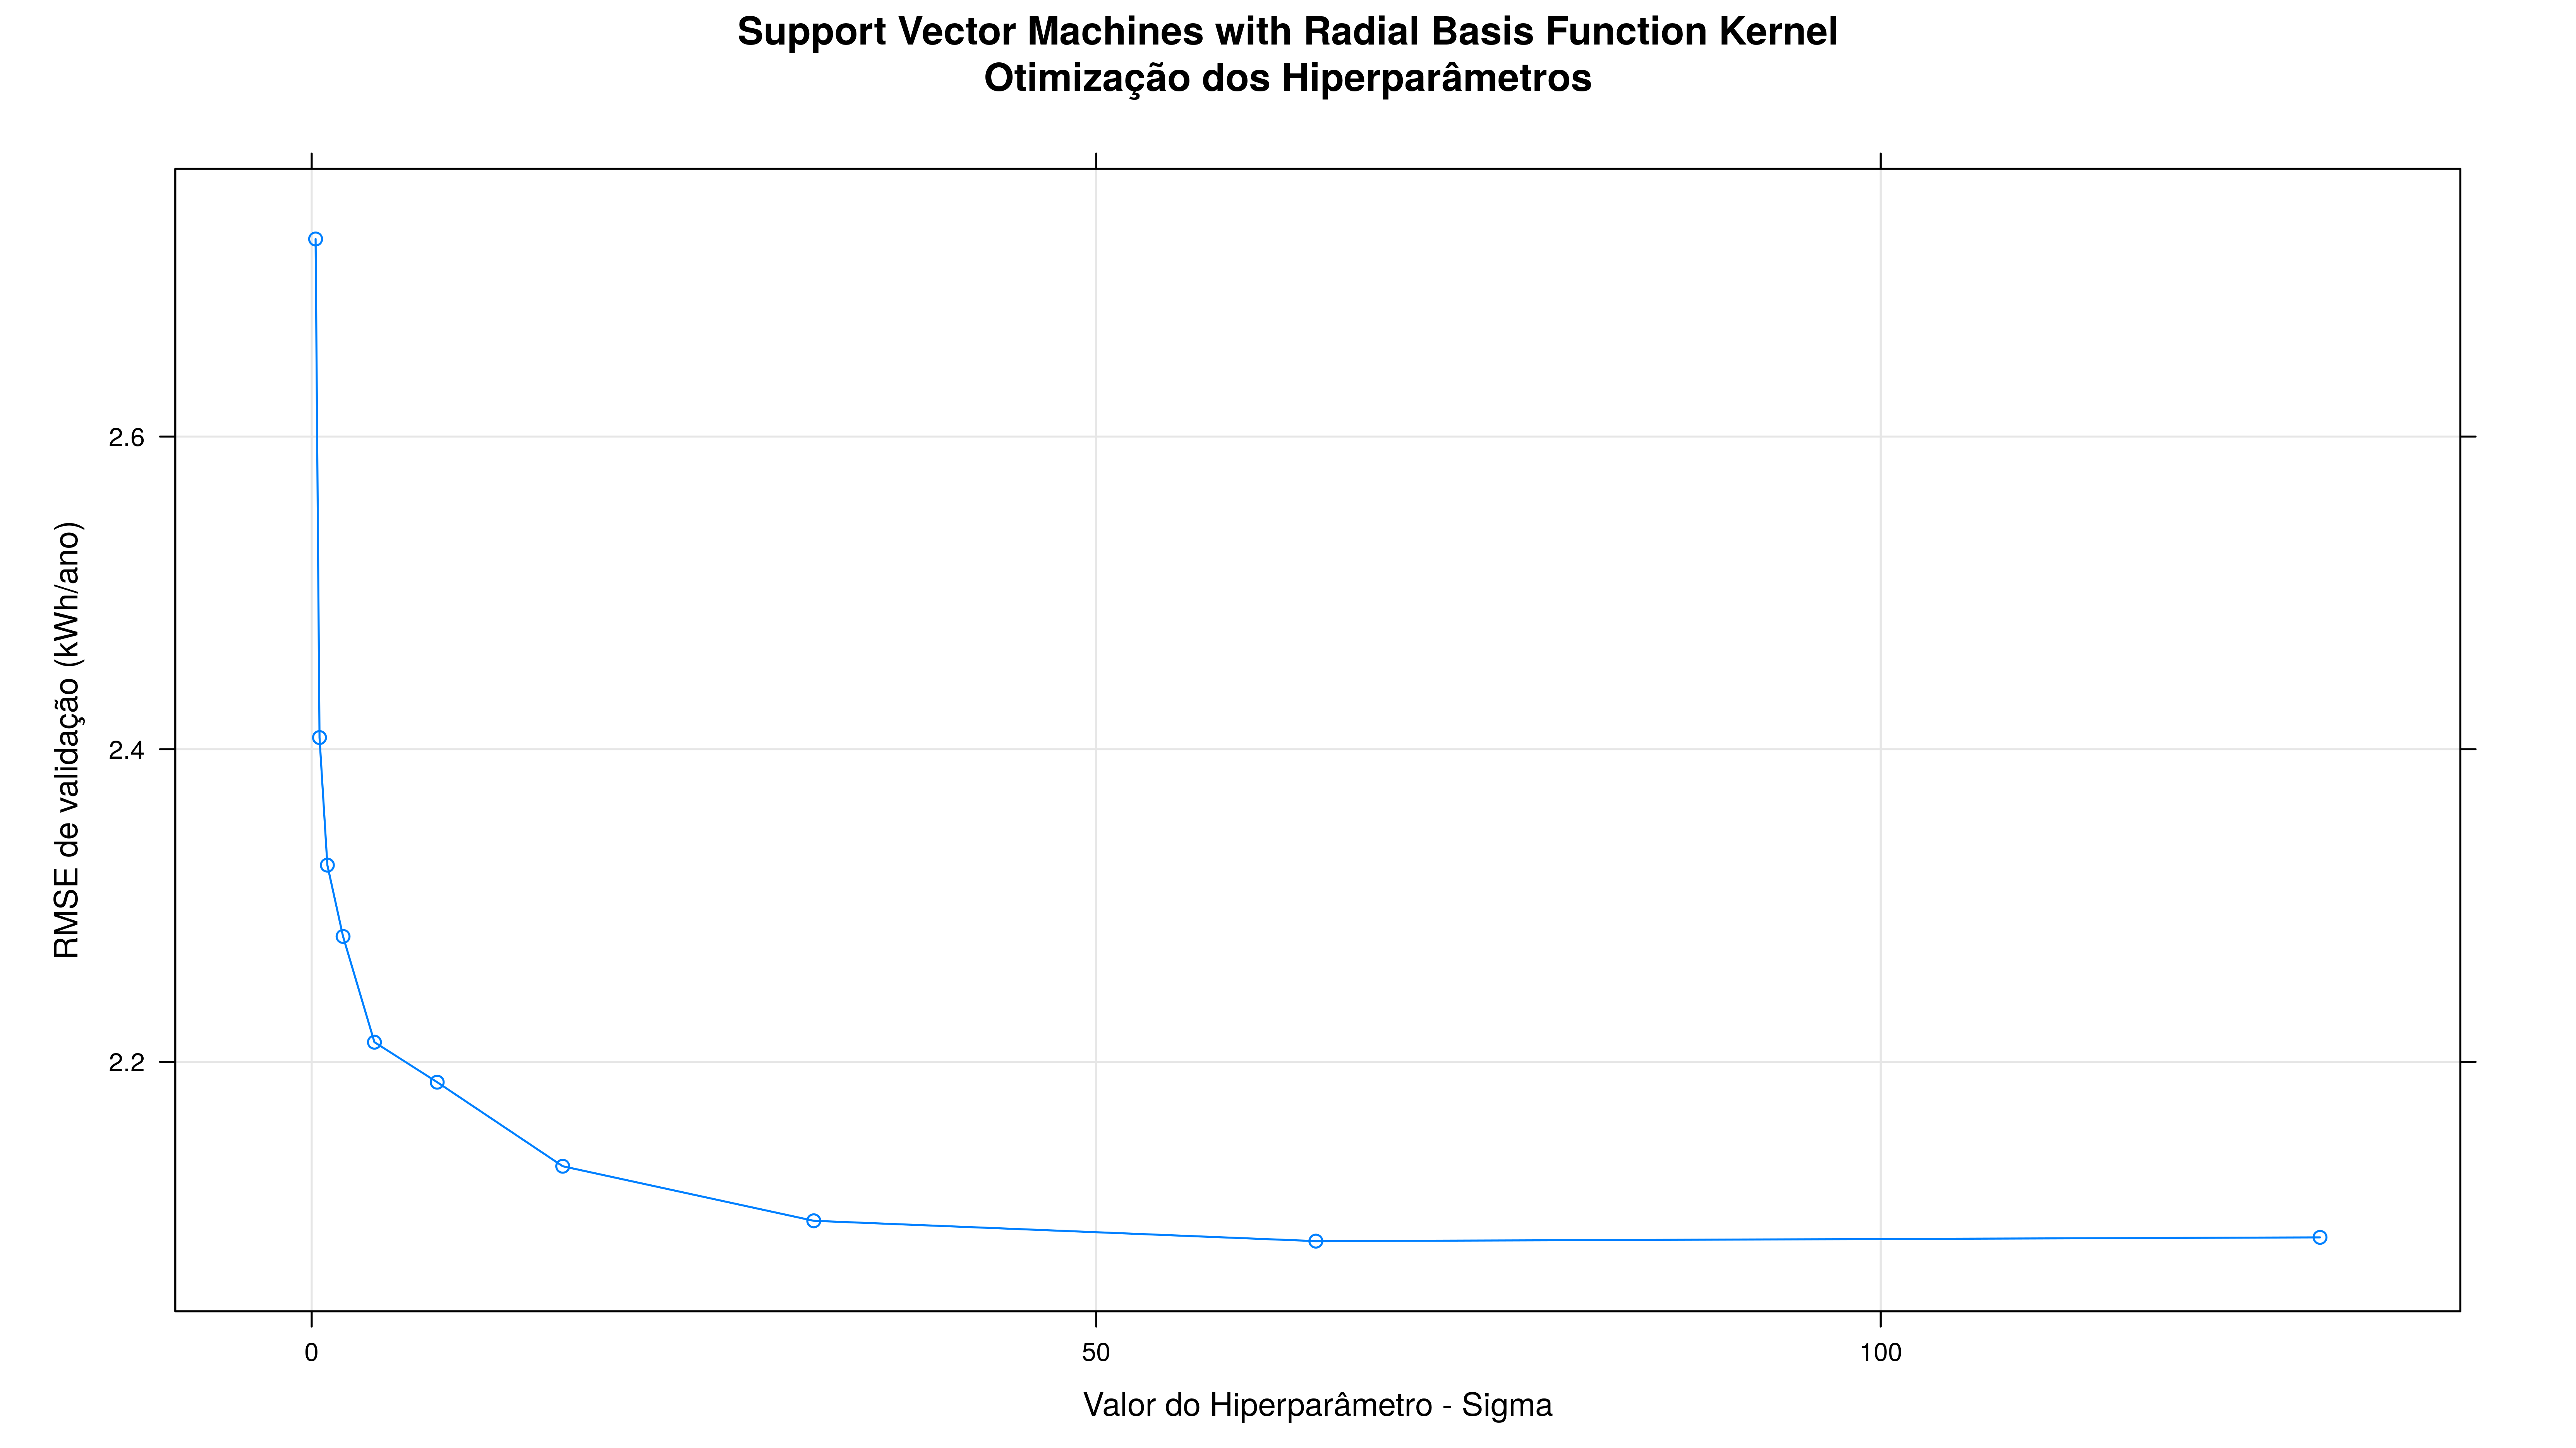 Support Vector Machines with Radial Basis Function Kernel
Otimização dos Hiperparâmetros
RMSE de validação (kWh/ano)
2.6
2.4
2.2
0
50
100
Valor do Hiperparâmetro - Sigma